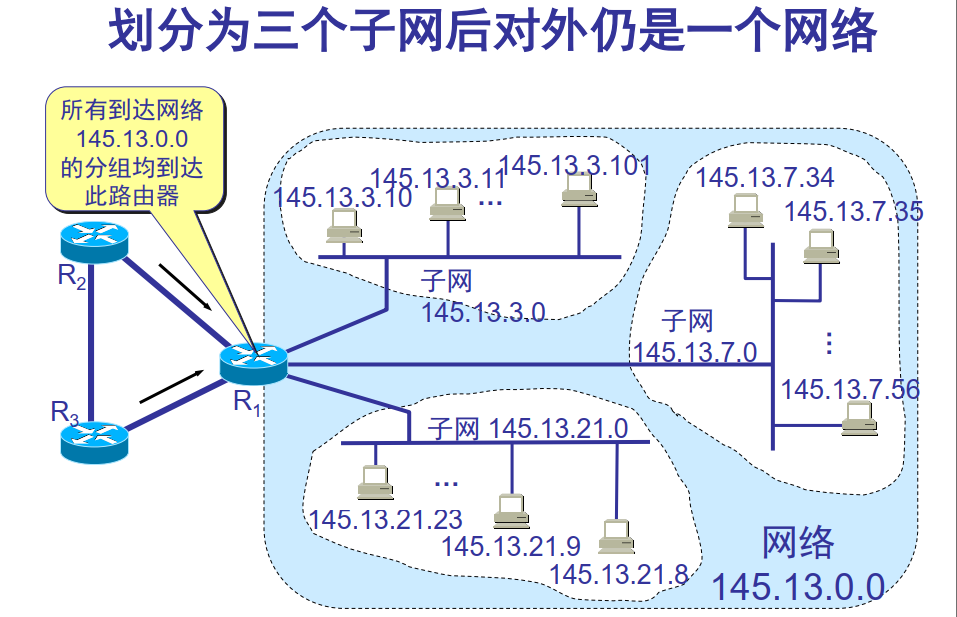 划分为三个子网后对外仍是一个网络
所有到达网络
145.13.0.0
的分组均到达
此路由器
145.13.3.10
145.13.3.11
...
145.13.3.101
子网
145.13.3.0
R2
R1
R3
145.13.7.34
145.13.7.35
子网
145.13.7.0
...
145.13.7.56
子网 145.13.21.0
...
145.13.21.23
145.13.21.9
145.13.21.8
网络
145.13.0.0